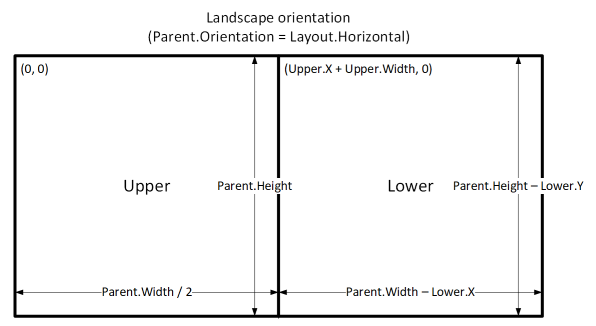 Landscape orientation
(Parent.Orientation = Layout.Horizontal)
(0, 0)
(Upper.X + Upper.Width, 0)
Upper
Parent.Height
Lower
Parent.Height – Lower.Y
Parent.Width / 2
Parent.Width – Lower.X